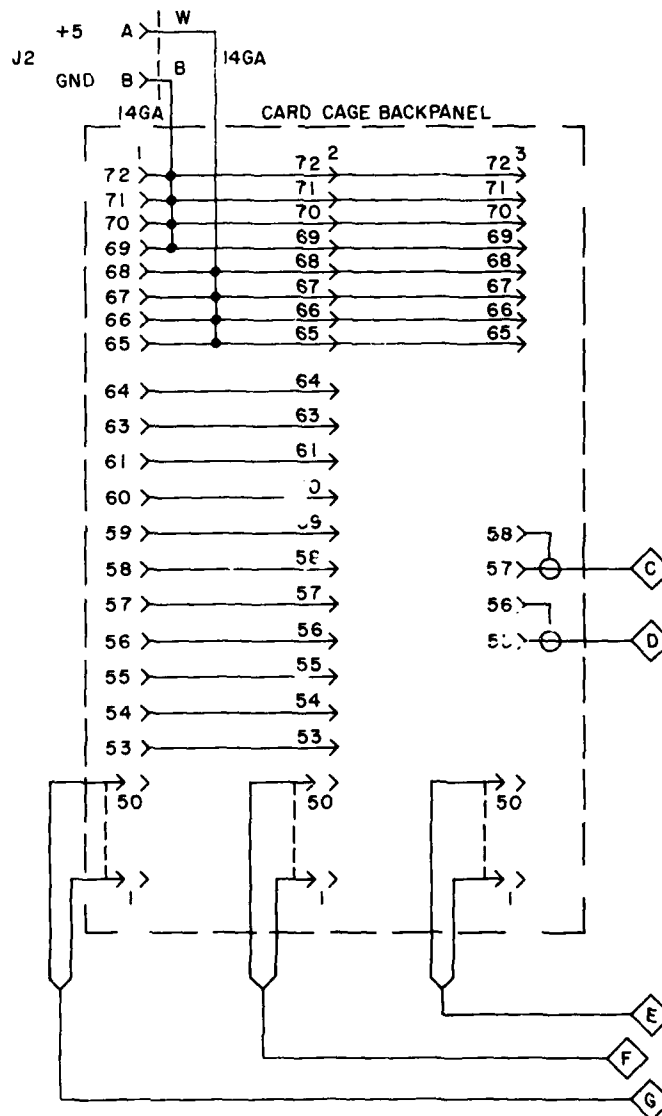 W
+5 A
J2 14GA
GND B B
14GA CARD CAGE BACKPANEL
1 2 3
72 72 72
71 71 71
70 70 70
69 69 69
68 68 68
67 67 67
66 66 66
65 65 65
64 64
63 63
61 61
60
59 58
58 57 C
57 57 56
56 56 D
55 55
54 54
53 53
50 50 50
1 1 1
E
F
G